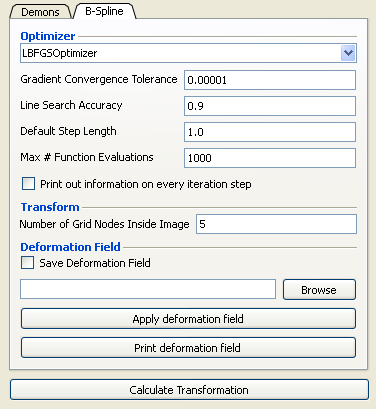 Demons B-Spline
Optimizer
LBFGSOptimizer
Gradient Convergence Tolerance 0.00001
Line Search Accuracy 0.9
Default Step Length 1.0
Max # Function Evaluations 1000
Print out information on every iteration step
Transform
Number of Grid Nodes Inside Image 5
Deformation Field
Save Deformation Field
Browse
Apply deformation field
Print deformation field
Calculate Transformation